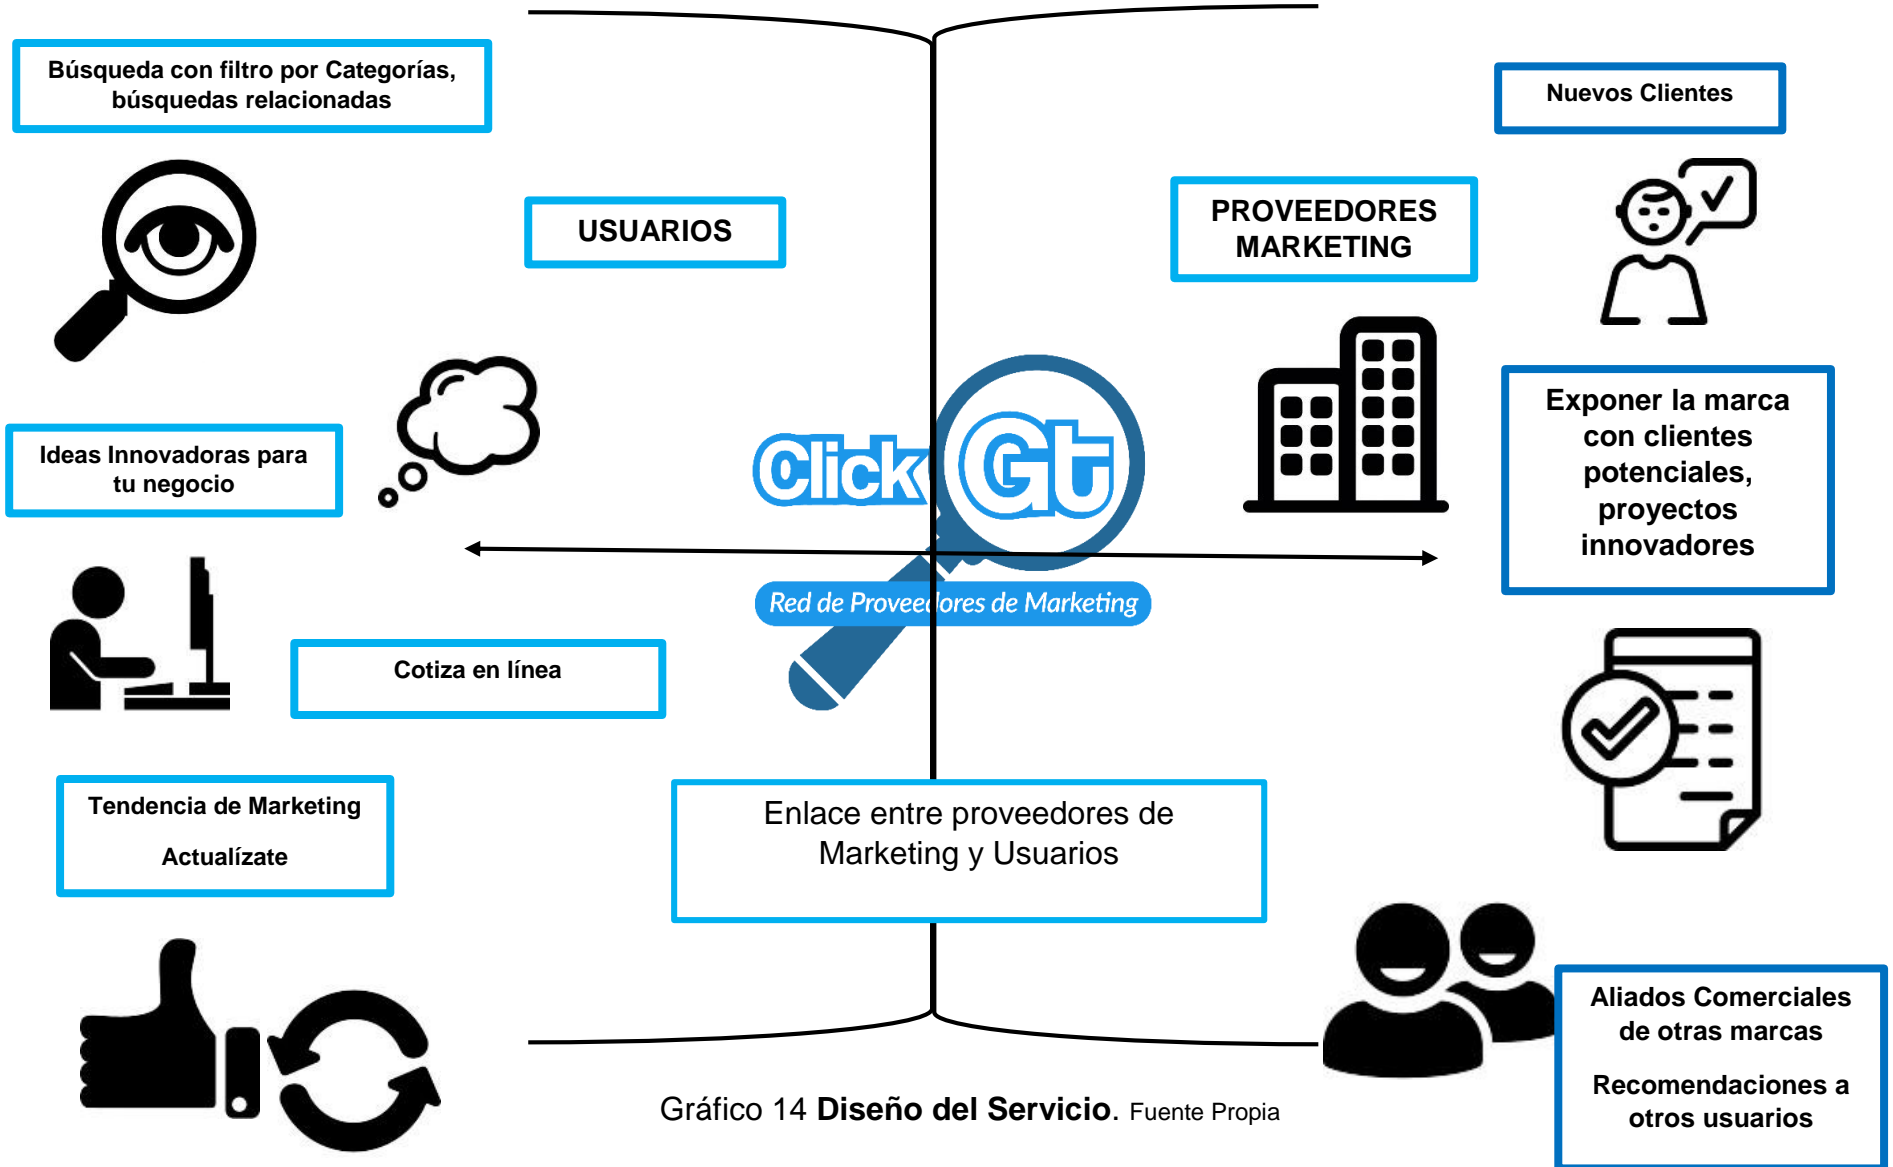 Búsqueda con filtro por Categorías,
búsquedas relacionadas
USUARIOS
Ideas Innovadoras para
tu negocio
Cotiza en línea
Tendencia de Marketing
Actualízate
Click Gt
Red de Proveedores de Marketing
Enlace entre proveedores de
Marketing y Usuarios
PROVEEDORES
MARKETING
Nuevos Clientes
Exponer la marca
con clientes
potenciales,
proyectos
innovadores
Aliados Comerciales
de otras marcas
Recomendaciones a
otros usuarios
Gráfico 14 Diseño del Servicio. Fuente Propia